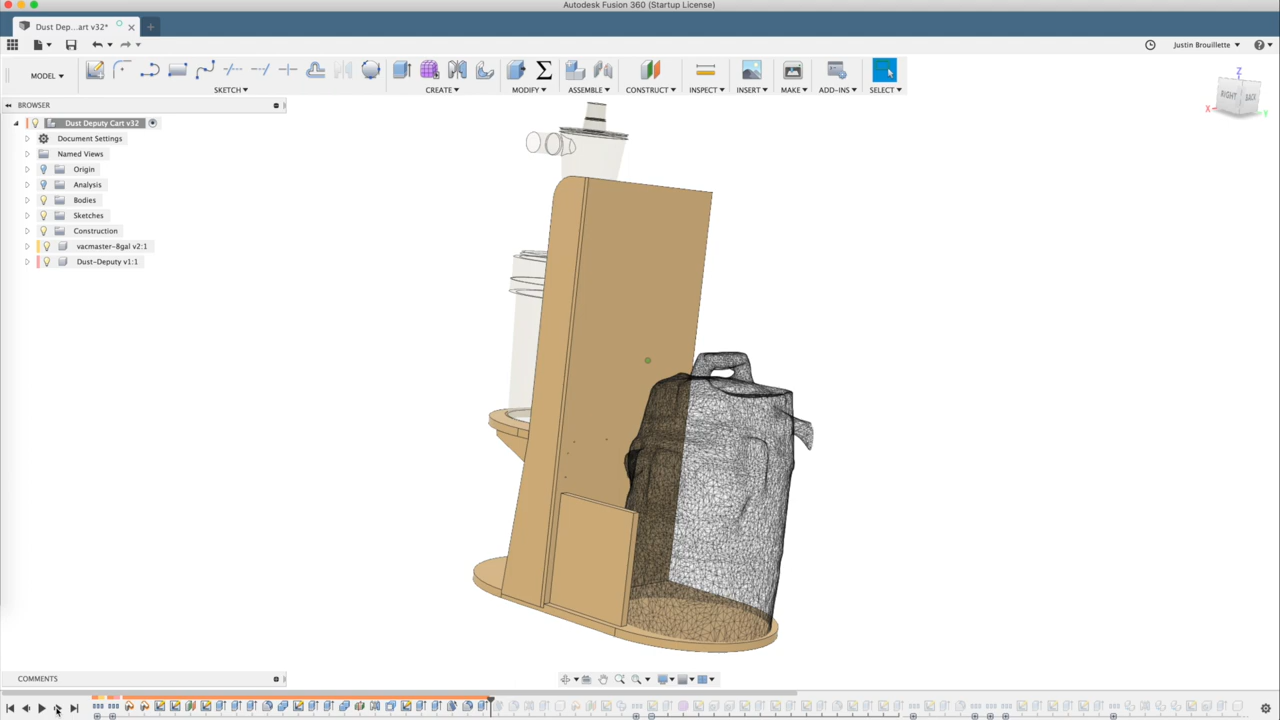 Autodesk Fusion 360 (Startup License)
Dust Dep...art v32*
Justin Brouillette
MODEL
SKETCH
CREATE
MODIFY
ASSEMBLE
CONSTRUCT
INSPECT
INSERT
MAKE
ADD-INS
SELECT
Z
RIGHT
BACK
X
Y
BROWSER
Dust Deputy Cart v32
Document Settings
Named Views
Origin
Analysis
Bodies
Sketches
Construction
vacmaster-8gal v2:1
Dust-Deputy v1:1
COMMENTS